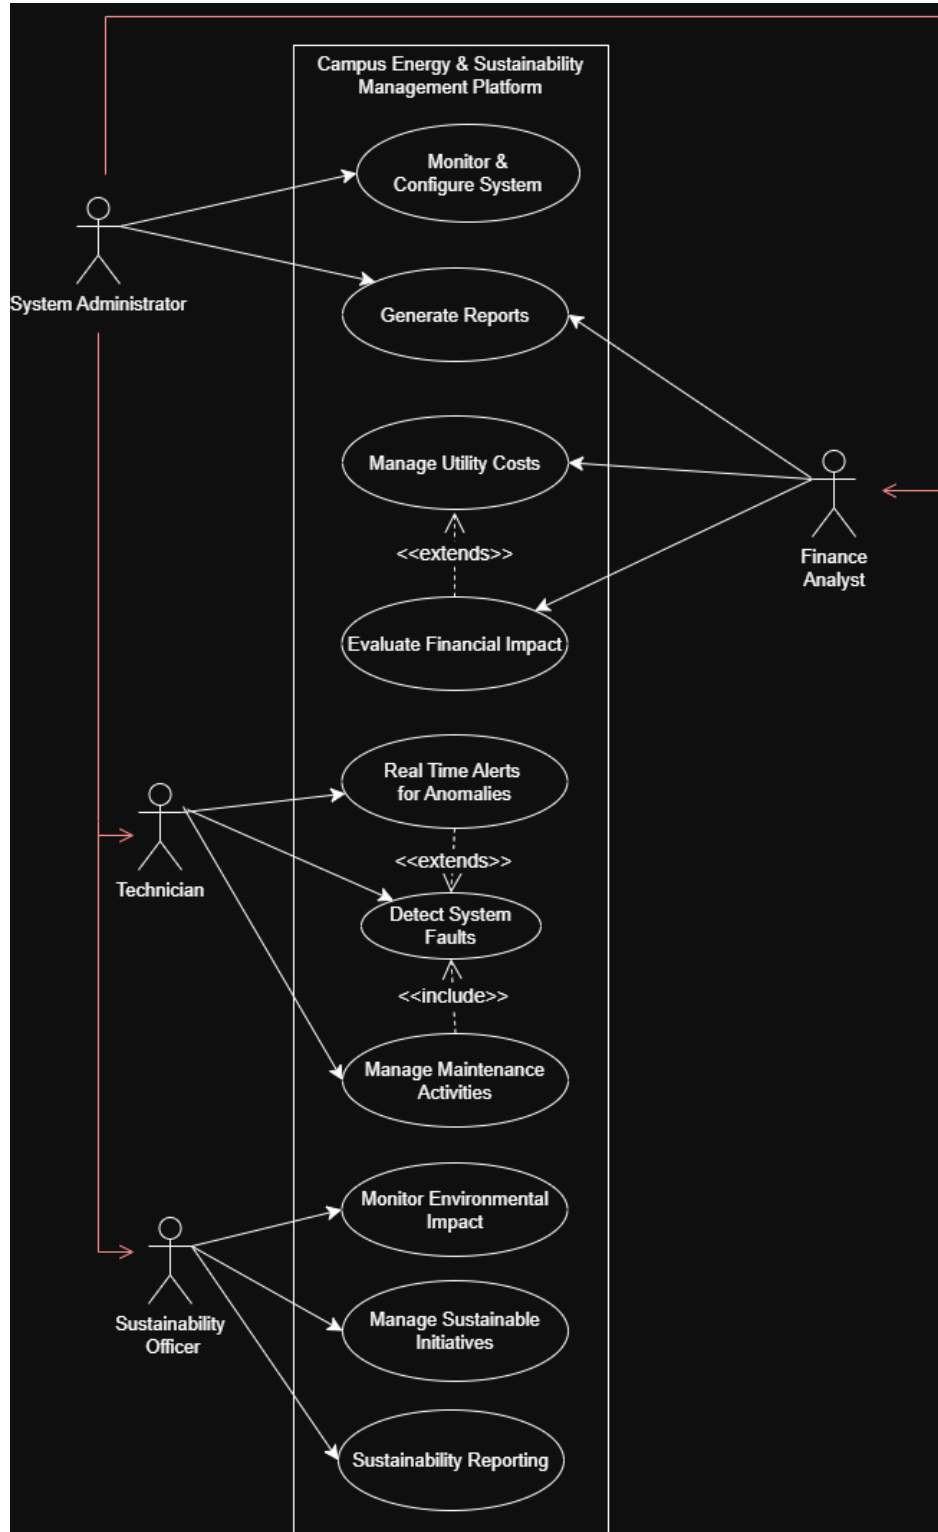 Campus Energy & Sustainability
Management Platform
Monitor &
Configure System
System Administrator
Generate Reports
Manage Utility Costs
<<extends>>
Finance
Analyst
Evaluate Financial Impact
Real Time Alerts
for Anomalies
<<extends>>
Technician
Detect System
Faults
<<include>>
Manage Maintenance
Activities
Monitor Environmental
Impact
Sustainability
Officer
Manage Sustainable
Initiatives
Sustainability Reporting